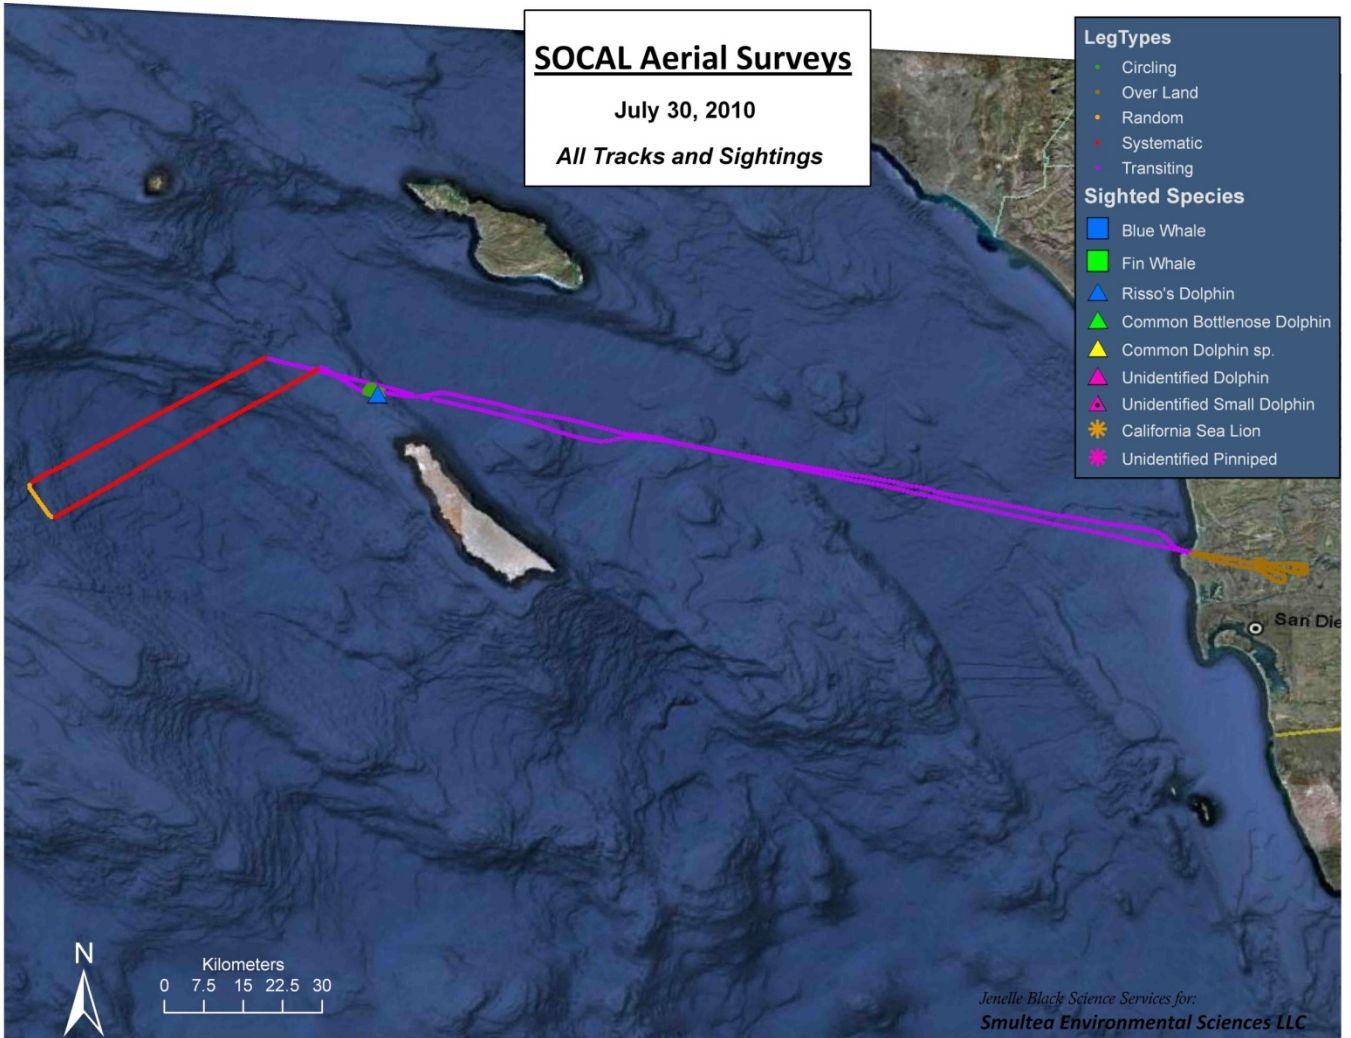 SOCAL Aerial Surveys
July 30, 2010
All Tracks and Sightings
LegTypes
Circling
Over Land
Random
Systematic
Transiting
Sighted Species
Blue Whale
Fin Whale
Risso's Dolphin
Common Bottlenose Dolphin
Common Dolphin sp.
Unidentified Dolphin
Unidentified Small Dolphin
California Sea Lion
Unidentified Pinniped
San Die
N
Kilometers
0 7.5 15 22.5 30
Jenelle Black Science Services for:
Smultea Environmental Sciences LLC